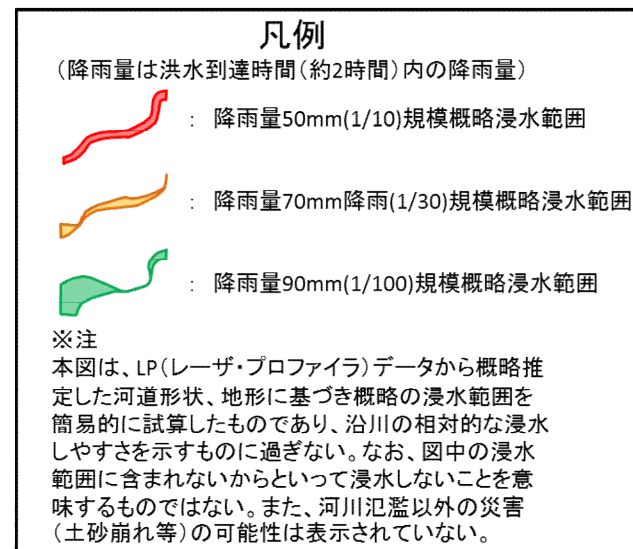 凡例
(降雨量は洪水到達時間(約2時間)内の降雨量)
: 降雨量50mm(1/10)規模概略浸水範囲
: 降雨量70mm降雨(1/30)規模概略浸水範囲
: 降雨量90mm(1/100)規模概略浸水範囲
※注
本図は、LP(レーザ・プロファイラ)データから概略推
定した河道形状、地形に基づき概略の浸水範囲を
簡易的に試算したものであり、沿川の相対的な浸水
しやすさを示すものに過ぎない。なお、図中の浸水
範囲に含まれないからといって浸水しないことを意
味するものではない。また、河川氾濫以外の災害
(土砂崩れ等)の可能性は表示されていない。